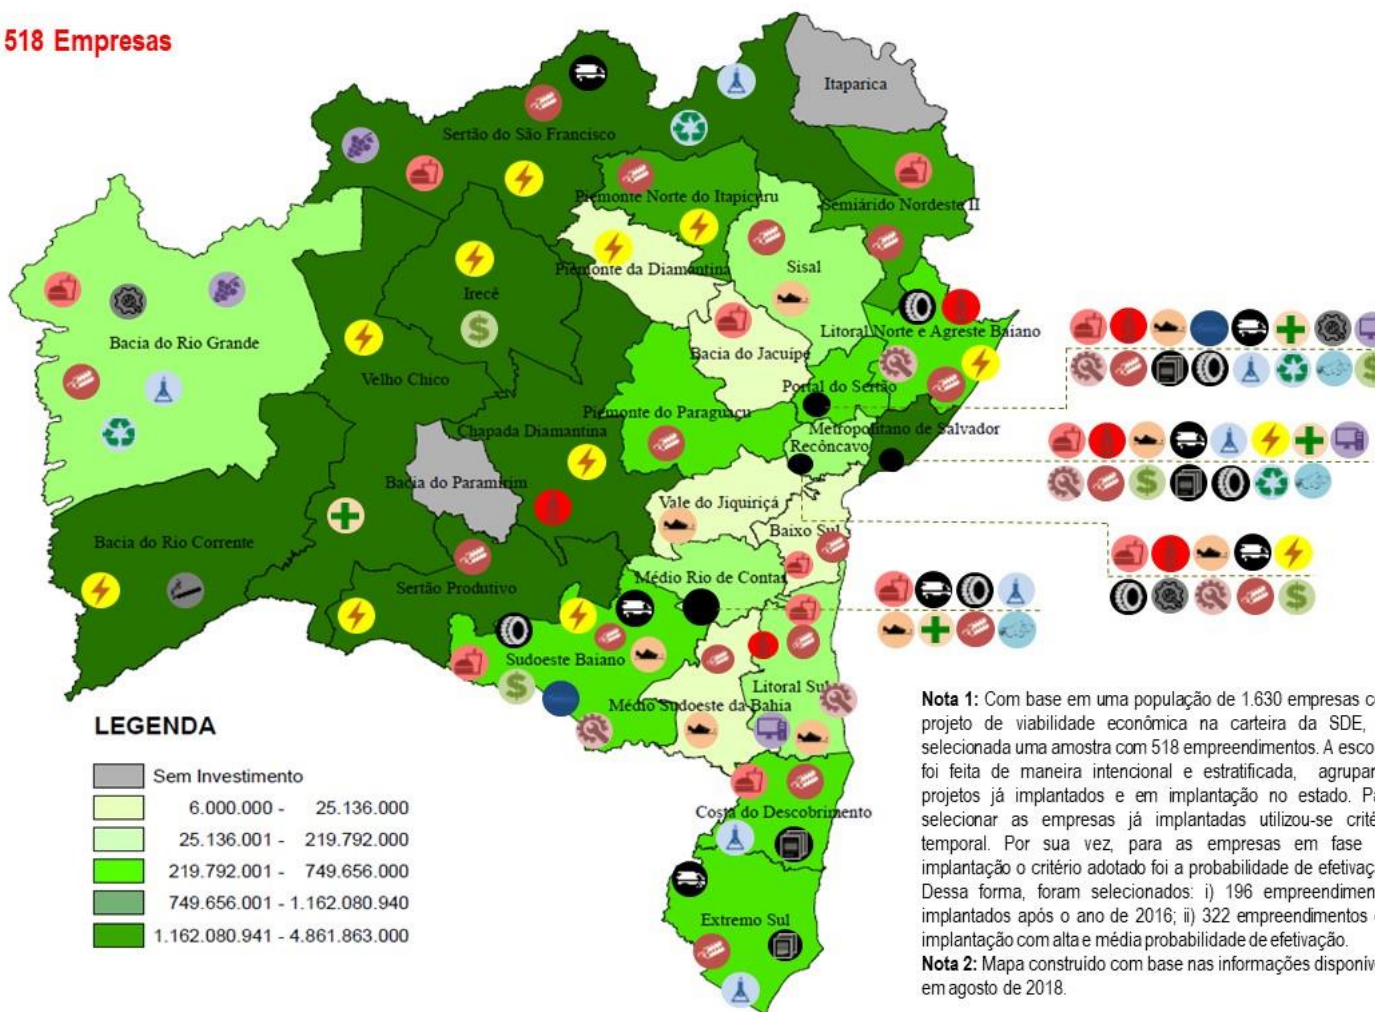 518 Empresas
Itaparica
Sertão do São Francisco
Piemonte Norte do Itapicuru
Semiárido Nordeste II
Piemonte da Diamantina
Sisal
Irecê
Bacia do Rio Grande
Litoral Norte e Agreste Baiano
Bacia do Jacuípe
Velho Chico
Portal do Sertão
Piemonte do Paraguaçu
Chapada Diamantina
Metropolitano de Salvador
Recôncavo
Bacia do Paramirim
Vale do Jiquiriçá
Baixo Sul
Bacia do Rio Corrente
Médio Rio de Contas
Sertão Produtivo
Sudoeste Baiano
Litoral Sul
Médio Sudoeste da Bahia
Costa do Descobrimento
Extremo Sul
LEGENDA
Sem Investimento
6.000.000 - 25.136.000
25.136.001 - 219.792.000
219.792.001 - 749.656.000
749.656.001 - 1.162.080.940
1.162.080.941 - 4.861.863.000
Nota 1: Com base em uma população de 1.630 empresas
projeto de viabilidade econômica na carteira da SDE,
selecionada uma amostra com 518 empreendimentos. A
foi feita de maneira intencional e estratificada,
projetos já implantados e em implantação no estado.
selecionar as empresas já implantadas utilizou-se
temporal. Por sua vez, para as empresas em fase
implantação o critério adotado foi a probabilidade de
Dessa forma, foram selecionados: i) 196
implantados após o ano de 2016; ii) 322 empreendimentos
implantação com alta e média probabilidade de efetivação.
Nota 2: Mapa construído com base nas informações
em agosto de 2018.